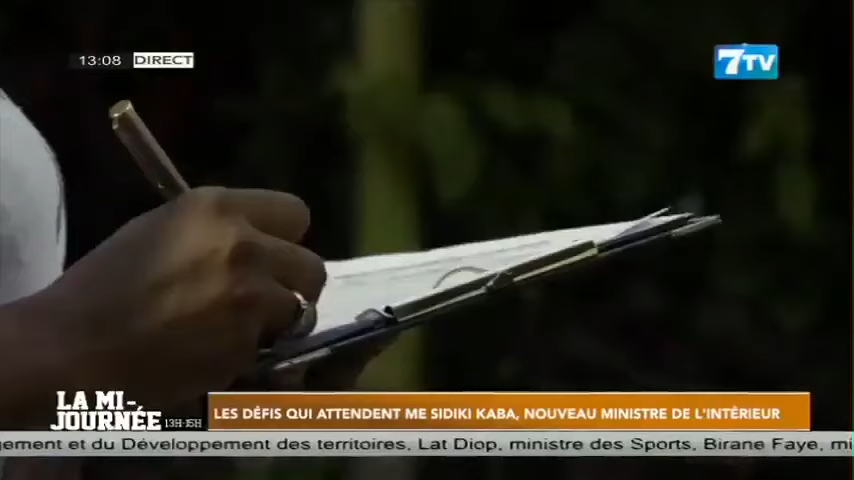 13:08 DIRECT
7TV
LA MI-
JOURNÉE 13H-15H
LES DÉFIS QUI ATTENDENT ME SIDIKI KABA, NOUVEAU MINISTRE DE L'INTÉRIEUR
gement et du Développement des territoires, Lat Diop, ministre des Sports, Birane Faye, mi